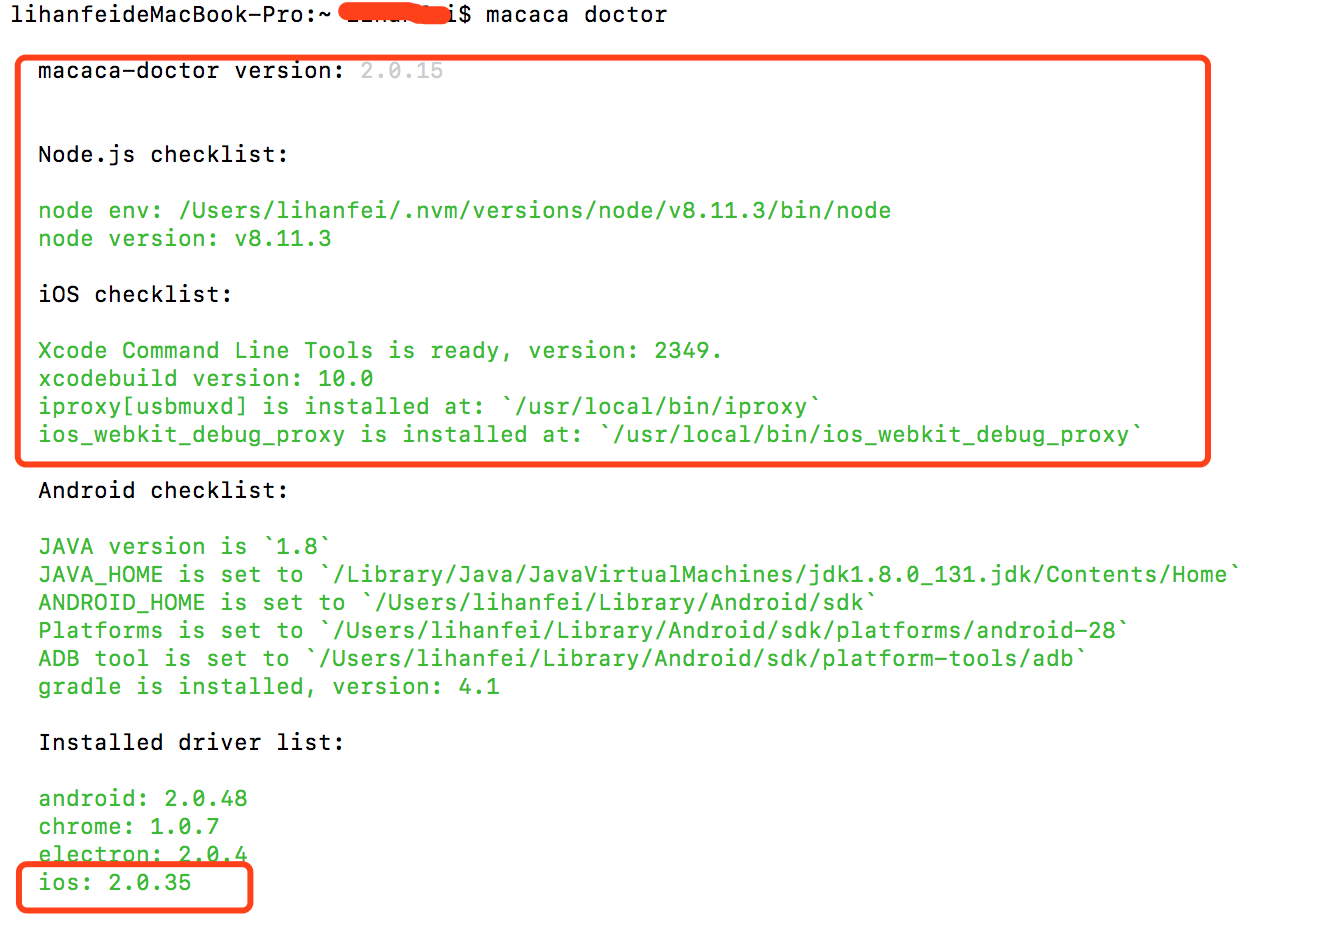 lihanfeideMacBook-Pro:~ i$ macaca doctor
macaca-doctor version: 2.0.15
Node.js checklist:
node env: /Users/lihanfei/.nvm/versions/node/v8.11.3/bin/node
node version: v8.11.3
iOS checklist:
Xcode Command Line Tools is ready, version: 2349.
xcodebuild version: 10.0
iproxy[usbmuxd] is installed at: `/usr/local/bin/iproxy`
ios_webkit_debug_proxy is installed at: `/usr/local/bin/ios_webkit_debug_proxy`
Android checklist:
JAVA version is `1.8`
JAVA_HOME is set to `/Library/Java/JavaVirtualMachines/jdk1.8.0_131.jdk/Contents/Home`
ANDROID_HOME is set to `/Users/lihanfei/Library/Android/sdk`
Platforms is set to `/Users/lihanfei/Library/Android/sdk/platforms/android-28`
ADB tool is set to `/Users/lihanfei/Library/Android/sdk/platform-tools/adb`
gradle is installed, version: 4.1
Installed driver list:
android: 2.0.48
chrome: 1.0.7
electron: 2.0.4
ios: 2.0.35